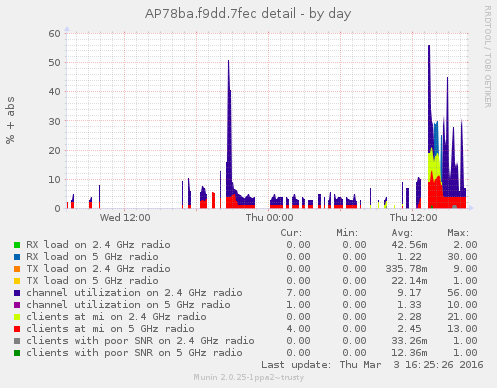 AP78ba.f9dd.7fec detail - by day
RRDTOOL / TOBI OETIKER
% + abs
60
50
40
30
20
10
0
Wed 12:00 Thu 00:00 Thu 12:00
Cur: Min: Avg: Max:
RX load on 2.4 GHz radio 0.00 0.00 42.56m 2.00
RX load on 5 GHz radio 0.00 0.00 1.22 30.00
TX load on 2.4 GHz radio 0.00 0.00 335.78m 9.00
TX load on 5 GHz radio 0.00 0.00 22.14m 1.00
channel utilization on 2.4 GHz radio 7.00 0.00 9.17 56.00
channel utilization on 5 GHz radio 1.00 0.00 1.33 10.00
clients at mi on 2.4 GHz radio 0.00 0.00 2.28 21.00
clients at mi on 5 GHz radio 4.00 0.00 2.45 13.00
clients with poor SNR on 2.4 GHz radio 0.00 0.00 33.26m 1.00
clients with poor SNR on 5 GHz radio 0.00 0.00 12.36m 1.00
Last update: Thu Mar 3 16:25:26 2016
Munin 2.0.25-1ppa2~trusty